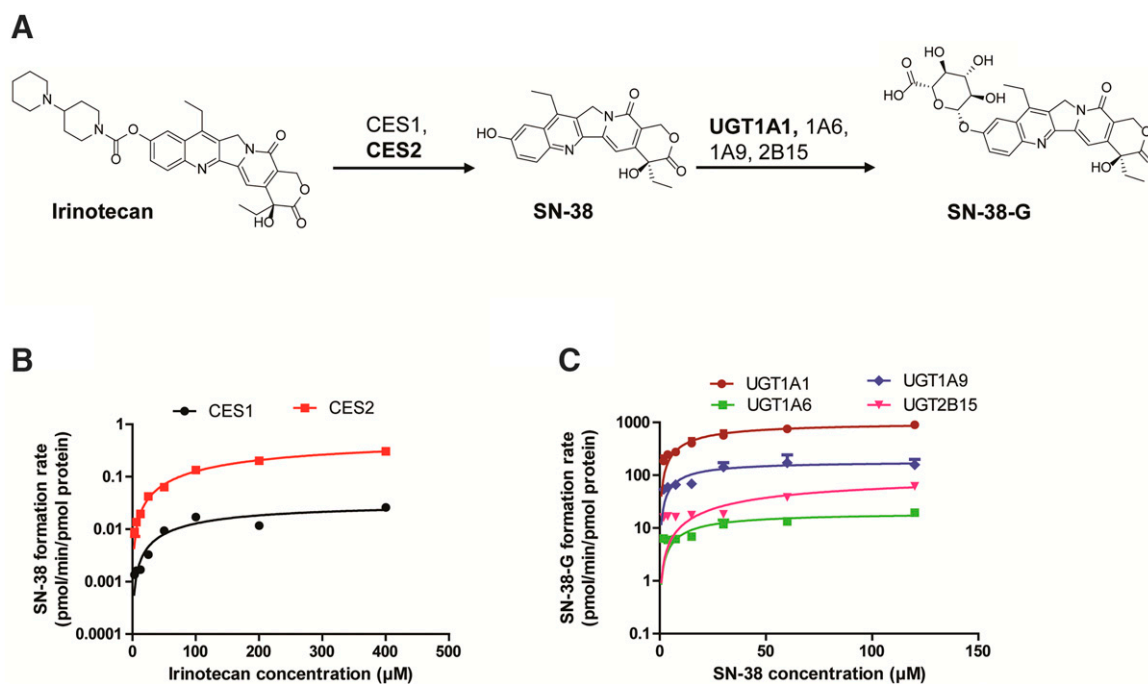 A
N
N
O
O
N
N
O
HO
O
O
Irinotecan
CES1,
CES2
HO
N
N
O
O
HO
O
SN-38
UGT1A1, 1A6,
1A9, 2B15
HO
OH
O
HO
O
OH
O
N
N
O
O
HO
O
SN-38-G
B
CES1
CES2
SN-38 formation rate
(pmol/min/pmol protein)
1
0.1
0.01
0.001
0.0001
0
100
200
300
400
500
Irinotecan concentration (µM)
C
UGT1A1
UGT1A9
UGT1A6
UGT2B15
SN-38-G formation rate
(pmol/min/pmol protein)
1000
100
10
1
0.1
0
50
100
150
SN-38 concentration (µM)